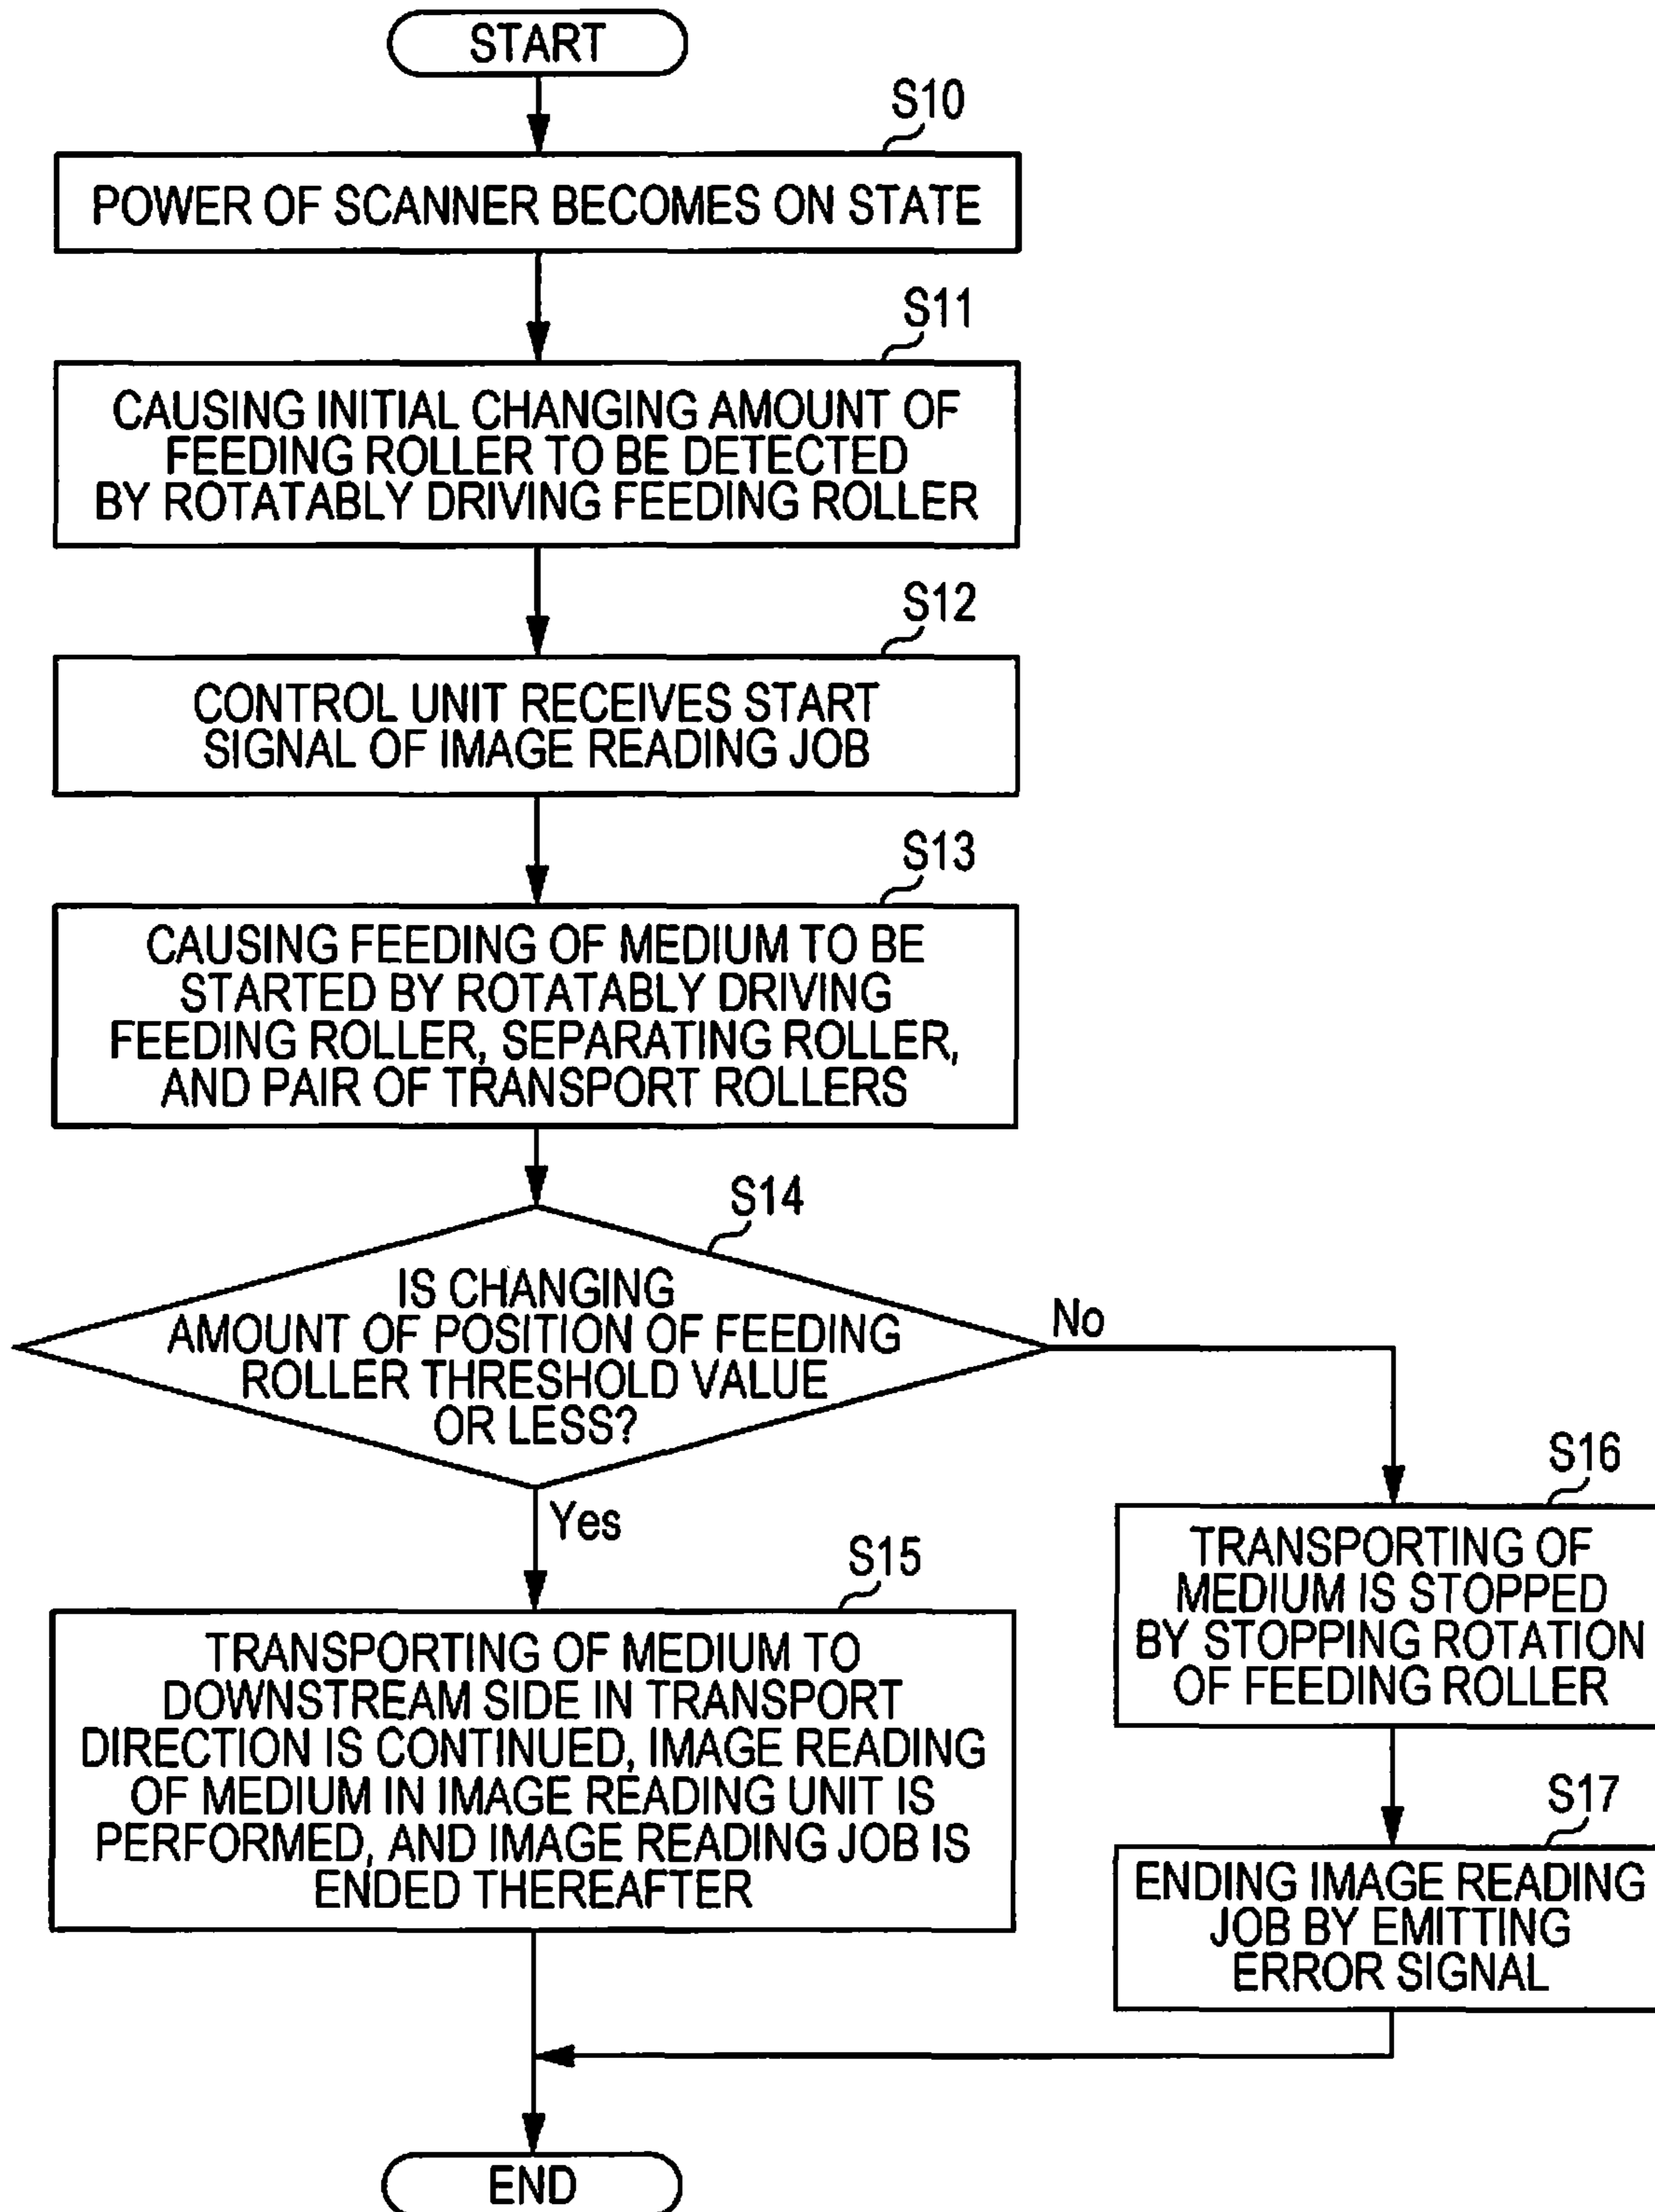 START
S10
POWER OF SCANNER BECOMES ON STATE
S11
CAUSING INITIAL CHANGING AMOUNT OF
FEEDING ROLLER TO BE DETECTED
BY ROTATABLY DRIVING FEEDING ROLLER
S12
CONTROL UNIT RECEIVES START
SIGNAL OF IMAGE READING JOB
S13
CAUSING FEEDING OF MEDIUM TO BE
STARTED BY ROTATABLY DRIVING
FEEDING ROLLER, SEPARATING ROLLER,
AND PAIR OF TRANSPORT ROLLERS
S14
IS CHANGING
AMOUNT OF POSITION OF FEEDING
ROLLER THRESHOLD VALUE
OR LESS?
No
Yes
S15
TRANSPORTING OF MEDIUM TO
DOWNSTREAM SIDE IN TRANSPORT
DIRECTION IS CONTINUED, IMAGE READING
OF MEDIUM IN IMAGE READING UNIT IS
PERFORMED, AND IMAGE READING JOB IS
ENDED THEREAFTER
S16
TRANSPORTING OF
MEDIUM IS STOPPED
BY STOPPING ROTATION
OF FEEDING ROLLER
S17
ENDING IMAGE READING
JOB BY EMITTING
ERROR SIGNAL
END